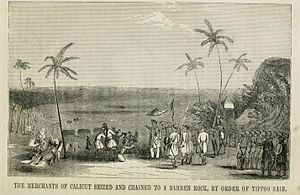 THE MERCHANTS OF CALICUT SEIZED AND CHAINED TO A BARREN ROCK, BY ORDER OF TIPPOO SAIB.